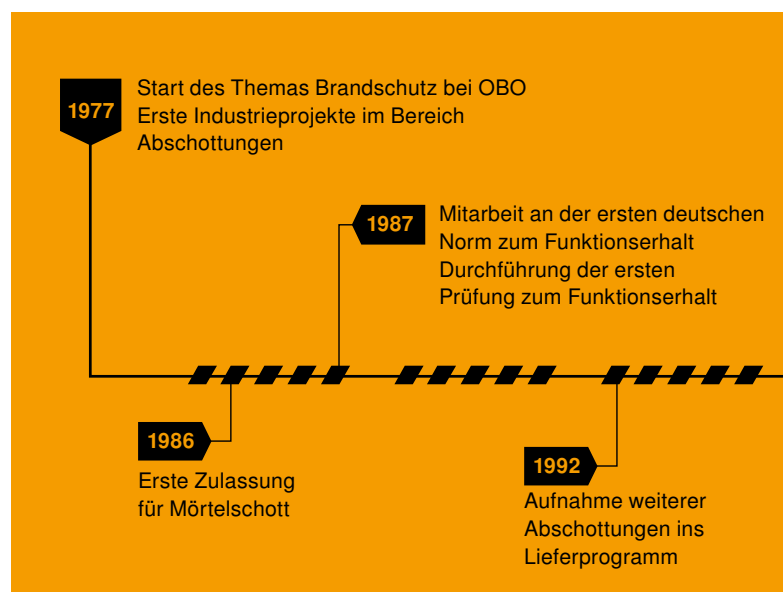 1977
Start des Themas Brandschutz bei OBO
Erste Industrieprojekte im Bereich
Abschottungen
1987
Mitarbeit an der ersten deutschen
Norm zum Funktionserhalt
Durchführung der ersten
Prüfung zum Funktionserhalt
1986
Erste Zulassung
für Mörtelschott
1992
Aufnahme weiterer
Abschottungen ins
Lieferprogramm